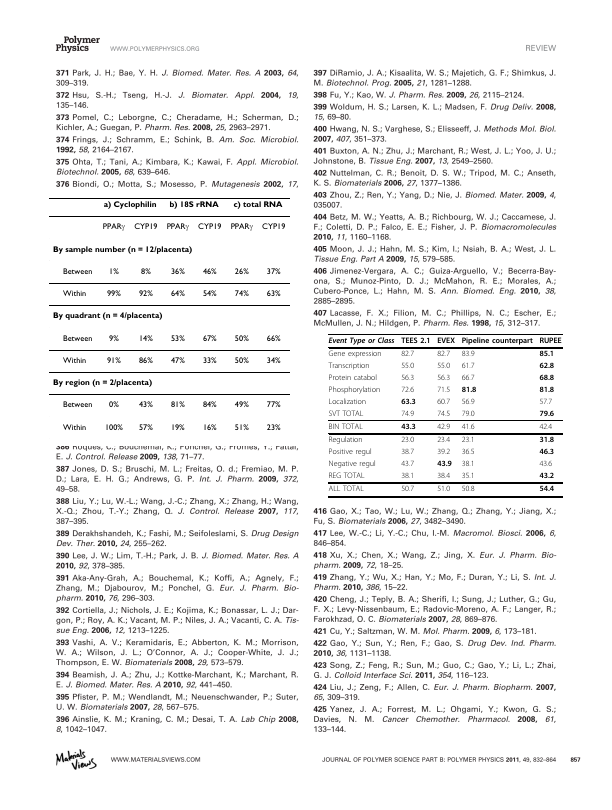 Polymer
Physics
WWW.POLYMERPHYSICS.ORG
REVIEW
371 Park, J. H.; Bae, Y. H. J. Biomed. Mater. Res. A 2003, 64,
309–319.
372 Hsu, S.-H.; Tseng, H.-J. J. Biomater. Appl. 2004, 19,
135–146.
373 Pomel, C.; Leborgne, C.; Cheradame, H.; Scherman, D.;
Kichler, A.; Guegan, P. Pharm. Res. 2008, 25, 2963–2971.
374 Frings, J.; Schramm, E.; Schink, B. Am. Soc. Microbiol.
1992, 58, 2164-2167.
375 Ohta, T.; Tani, A.; Kimbara, K.; Kawai, F. Appl. Microbiol.
Biotechnol. 2005, 68, 639–646.
376 Biondi, O.; Motta, S.; Mosesso, P. Mutagenesis 2002, 17,
a) Cyclophilin b) 18S rRNA c) total RNA
PPARγ CYP19 PPARγ CYP19 PPARγ CYP19
By sample number (n = 12/placenta)
Between 1% 8% 36% 46% 26% 37%
Within 99% 92% 64% 54% 74% 63%
By quadrant (n = 4/placenta)
Between 9% 14% 53% 67% 50% 66%
Within 91% 86% 47% 33% 50% 34%
By region (n = 2/placenta)
Between 0% 43% 81% 84% 49% 77%
Within 100% 57% 19% 16% 51% 23%
386 Roques, C.; Bouchemal, K.; Ponchel, G.; Fromes, Y.; Fattal,
E. J. Control. Release 2009, 138, 71–77.
387 Jones, D. S.; Bruschi, M. L.; Freitas, O. d.; Fremiao, M. P.
D.; Lara, E. H. G.; Andrews, G. P. Int. J. Pharm. 2009, 372,
49–58.
388 Liu, Y.; Lu, W.-L.; Wang, J.-C.; Zhang, X.; Zhang, H.; Wang,
X.-Q.; Zhou, T.-Y.; Zhang, Q. J. Control. Release 2007, 117,
387–395.
389 Derakhshandeh, K.; Fashi, M.; Seifoleslami, S. Drug Design
Dev. Ther. 2010, 24, 255-262.
390 Lee, J. W.; Lim, T.-H.; Park, J. B. J. Biomed. Mater. Res. A
2010, 92, 378–385.
391 Aka-Any-Grah, A.; Bouchemal, K.; Koffi, A.; Agnely, F.;
Zhang, M.; Djabourov, M.; Ponchel, G. Eur. J. Pharm. Bio-
pharm. 2010, 76, 296–303.
392 Cortiella, J.; Nichols, J. E.; Kojima, K.; Bonassar, L. J.; Dar-
gon, P.; Roy, A. K.; Vacant, M. P.; Niles, J. A.; Vacanti, C. A. Tis-
sue Eng. 2006, 12, 1213–1225.
393 Vashi, A. V.; Keramidaris, E.; Abberton, K. M.; Morrison,
W. A.; Wilson, J. L.; O'Connor, A. J.; Cooper-White, J. J.;
Thompson, E. W. Biomaterials 2008, 29, 573–579.
394 Beamish, J. A.; Zhu, J.; Kottke-Marchant, K.; Marchant, R.
E. J. Biomed. Mater. Res. A 2010, 92, 441–450.
395 Pfister, P. M.; Wendlandt, M.; Neuenschwander, P.; Suter,
U. W. Biomaterials 2007, 28, 567–575.
396 Ainslie, K. M.; Kraning, C. M.; Desai, T. A. Lab Chip 2008,
8, 1042–1047.
397 DiRamio, J. A.; Kisaalita, W. S.; Majetich, G. F.; Shimkus, J.
M. Biotechnol. Prog. 2005, 21, 1281–1288.
398 Fu, Y.; Kao, W. J. Pharm. Res. 2009, 26, 2115–2124.
399 Woldum, H. S.; Larsen, K. L.; Madsen, F. Drug Deliv. 2008,
15, 69–80.
400 Hwang, N. S.; Varghese, S.; Elisseeff, J. Methods Mol. Biol.
2007, 407, 351–373.
401 Buxton, A. N.; Zhu, J.; Marchant, R.; West, J. L.; Yoo, J. U.;
Johnstone, B. Tissue Eng. 2007, 13, 2549–2560.
402 Nuttelman, C. R.; Benoit, D. S. W.; Tripod, M. C.; Anseth,
K. S. Biomaterials 2006, 27, 1377–1386.
403 Zhou, Z.; Ren, Y.; Yang, D.; Nie, J. Biomed. Mater. 2009, 4,
035007.
404 Betz, M. W.; Yeatts, A. B.; Richbourg, W. J.; Caccamese, J.
F.; Coletti, D. P.; Falco, E. E.; Fisher, J. P. Biomacromolecules
2010, 11, 1160–1168.
405 Moon, J. J.; Hahn, M. S.; Kim, I.; Nsiah, B. A.; West, J. L.
Tissue Eng. Part A 2009, 15, 579–585.
406 Jimenez-Vergara, A. C.; Guiza-Arguello, V.; Becerra-Bay-
ona, S.; Munoz-Pinto, D. J.; McMahon, R. E.; Morales, A.;
Cubero-Ponce, L.; Hahn, M. S. Ann. Biomed. Eng. 2010, 38,
2885–2895.
407 Lacasse, F. X.; Filion, M. C.; Phillips, N. C.; Escher, E.;
McMullen, J. N.; Hildgen, P. Pharm. Res. 1998, 15, 312–317.
Event Type or Class TEES 2.1 EVEX Pipeline counterpart RUPEE
Gene expression 82.7 82.7 83.9 85.1
Transcription 55.0 55.0 61.7 62.8
Protein catabol 56.3 56.3 66.7 68.8
Phosphorylation 72.6 71.5 81.8 81.8
Localization 63.3 60.7 56.9 57.7
SVT TOTAL 74.9 74.5 79.0 79.6
BIN TOTAL 43.3 42.9 41.6 42.4
Regulation 23.0 23.4 23.1 31.8
Positive regul 38.7 39.2 36.5 46.3
Negative regul 43.7 43.9 38.1 43.6
REG TOTAL 38.1 38.4 35.1 43.2
ALL TOTAL 50.7 51.0 50.8 54.4
416 Gao, X.; Tao, W.; Lu, W.; Zhang, Q.; Zhang, Y.; Jiang, X.;
Fu, S. Biomaterials 2006, 27, 3482–3490.
417 Lee, W.-C.; Li, Y.-C.; Chu, I.-M. Macromol. Biosci. 2006, 6,
846–854.
418 Xu, X.; Chen, X.; Wang, Z.; Jing, X. Eur. J. Pharm. Bio-
pharm. 2009, 72, 18–25.
419 Zhang, Y.; Wu, X.; Han, Y.; Mo, F.; Duran, Y.; Li, S. Int. J.
Pharm. 2010, 386, 15–22.
420 Cheng, J.; Teply, B. A.; Sherifi, I.; Sung, J.; Luther, G.; Gu,
F. X.; Levy-Nissenbaum, E.; Radovic-Moreno, A. F.; Langer, R.;
Farokhzad, O. C. Biomaterials 2007, 28, 869–876.
421 Cu, Y.; Saltzman, W. M. Mol. Pharm. 2009, 6, 173–181.
422 Gao, Y.; Sun, Y.; Ren, F.; Gao, S. Drug Dev. Ind. Pharm.
2010, 36, 1131–1138.
423 Song, Z.; Feng, R.; Sun, M.; Guo, C.; Gao, Y.; Li, L.; Zhai,
G. J. Colloid Interface Sci. 2011, 354, 116–123.
424 Liu, J.; Zeng, F.; Allen, C. Eur. J. Pharm. Biopharm. 2007,
65, 309–319.
425 Yanez, J. A.; Forrest, M. L.; Ohgami, Y.; Kwon, G. S.;
Davies, N. M. Cancer Chemother. Pharmacol. 2008, 61,
133–144.
Materials
Views
WWW.MATERIALSVIEWS.COM
JOURNAL OF POLYMER SCIENCE PART B: POLYMER PHYSICS 2011, 49, 832–864 857